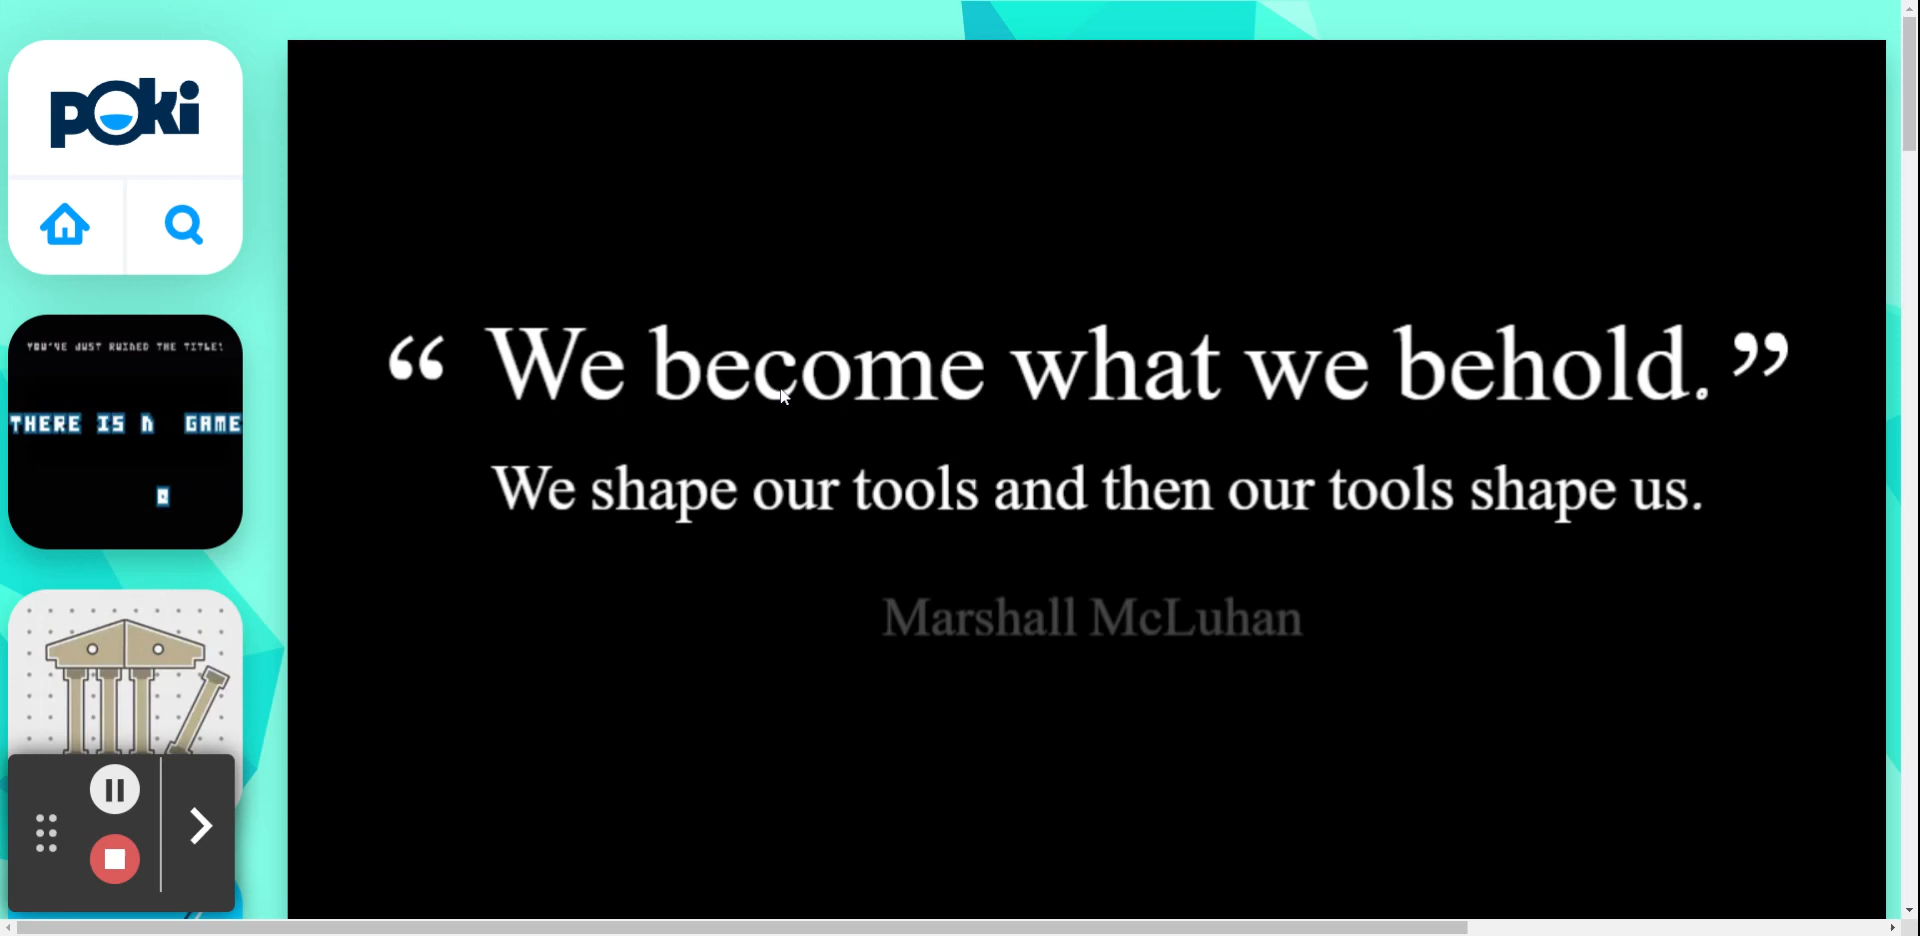 poki
YOU'VE JUST RUINED THE TITLE!
THERE IS N GAME
“ We become what we behold. ”
We shape our tools and then our tools shape us.
Marshall McLuhan